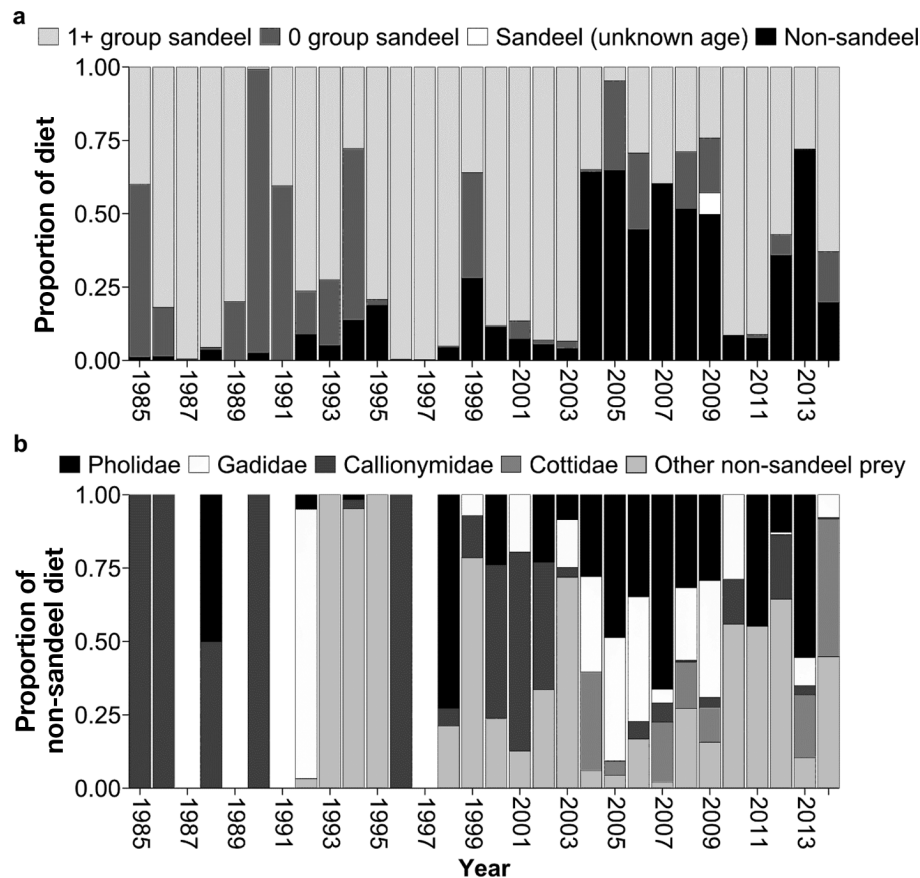 a
1+ group sandeel 0 group sandeel Sandeel (unknown age) Non-sandeel
Proportion of diet
1.00
0.75
0.50
0.25
0.00
1985 1987 1989 1991 1993 1995 1997 1999 2001 2003 2005 2007 2009 2011 2013
b
Pholidae Gadidae Callionymidae Cottidae Other non-sandeel prey
Proportion of
non-sandeel diet
1.00
0.75
0.50
0.25
0.00
1985 1987 1989 1991 1993 1995 1997 1999 2001 2003 2005 2007 2009 2011 2013
Year